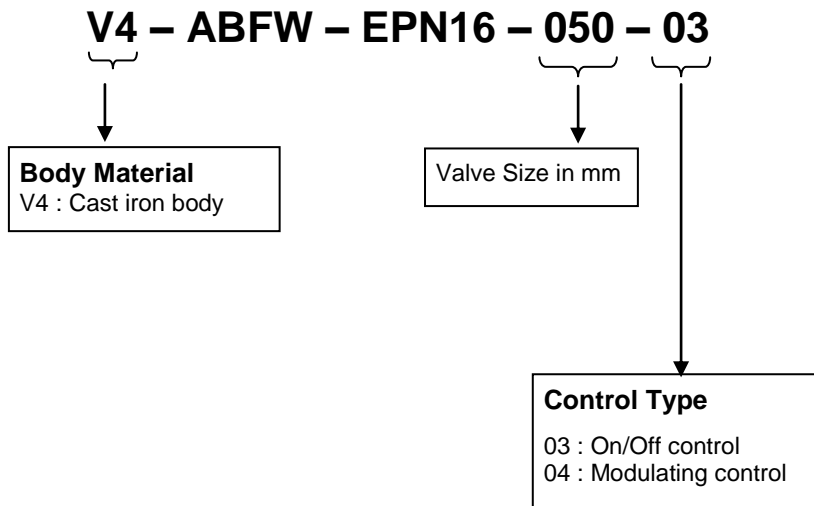 V4 – ABFW – EPN16 – 050 – 03
Body Material
V4 : Cast iron body
Valve Size in mm
Control Type
03 : On/Off control
04 : Modulating control